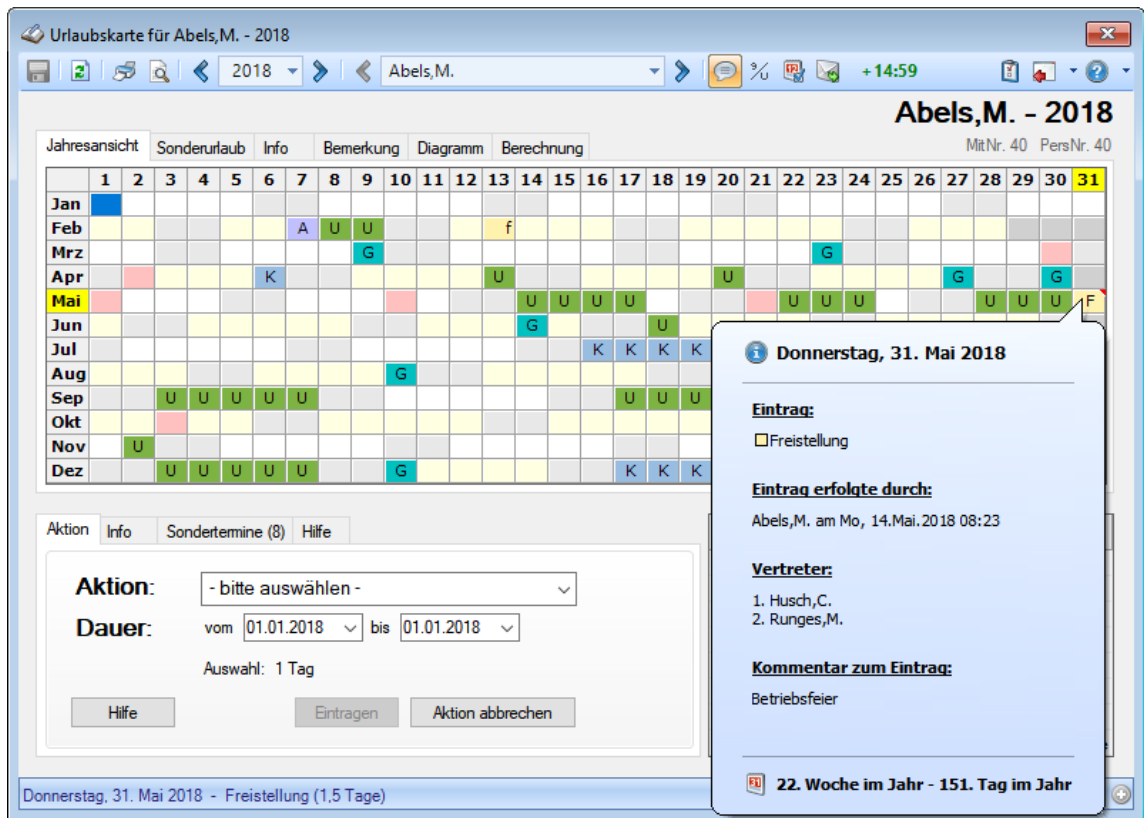 Urlaubskarte für Abels,M. - 2018
2018 Abels,M. % +14:59
Abels,M. - 2018
Jahresansicht Sonderurlaub Info Bemerkung Diagramm Berechnung MitNr. 40 PersNr. 40
1 2 3 4 5 6 7 8 9 10 11 12 13 14 15 16 17 18 19 20 21 22 23 24 25 26 27 28 29 30 31
Jan
Feb A U U f
Mrz G G
Apr K U U G G
Mai U U U U U U U U U U F
Jun G U
Jul K K K K
Aug G
Sep U U U U U U U U
Okt
Nov U
Dez U U U U U G K K K
Donnerstag, 31. Mai 2018
Eintrag:
Freistellung
Eintrag erfolgte durch:
Abels,M. am Mo, 14.Mai.2018 08:23
Vertreter:
1. Husch,C.
2. Runges,M.
Kommentar zum Eintrag:
Betriebsfeier
22. Woche im Jahr - 151. Tag im Jahr
Aktion Info Sondertermine (8) Hilfe
Aktion: - bitte auswählen -
Dauer: vom 01.01.2018 bis 01.01.2018
Auswahl: 1 Tag
Hilfe Eintragen Aktion abbrechen
Donnerstag, 31. Mai 2018 - Freistellung (1,5 Tage)